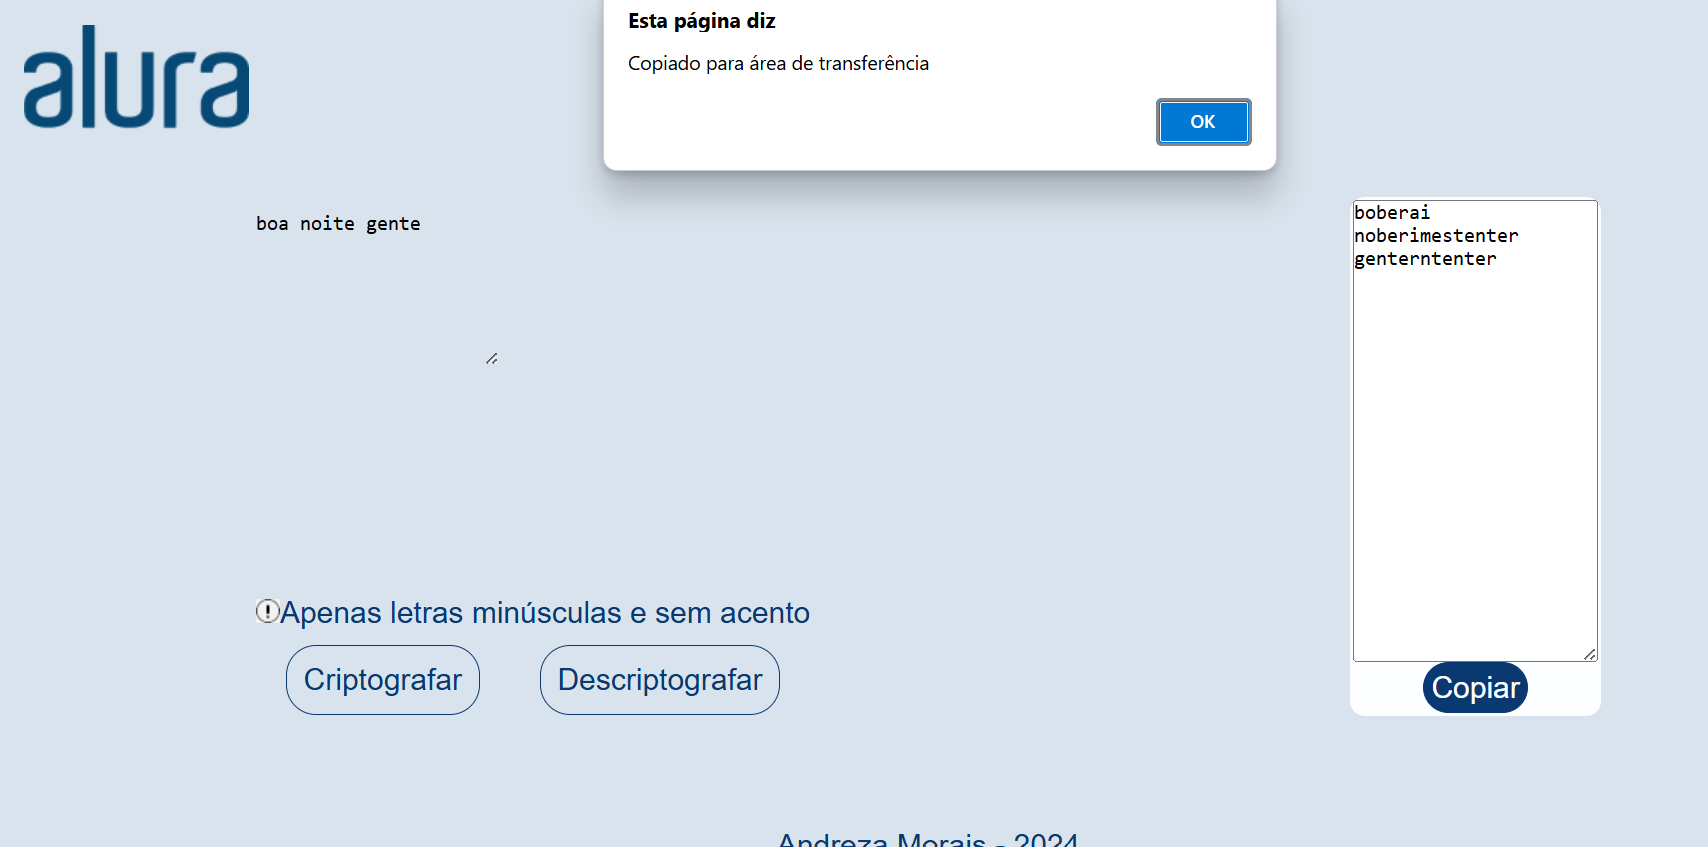 alura
Esta página diz
Copiado para área de transferência
OK
boa noite gente
boberai
noberimestenter
genterntenter
Apenas letras minúsculas e sem acento
Criptografar
Descriptografar
Copiar
Andreza Morais - 2024